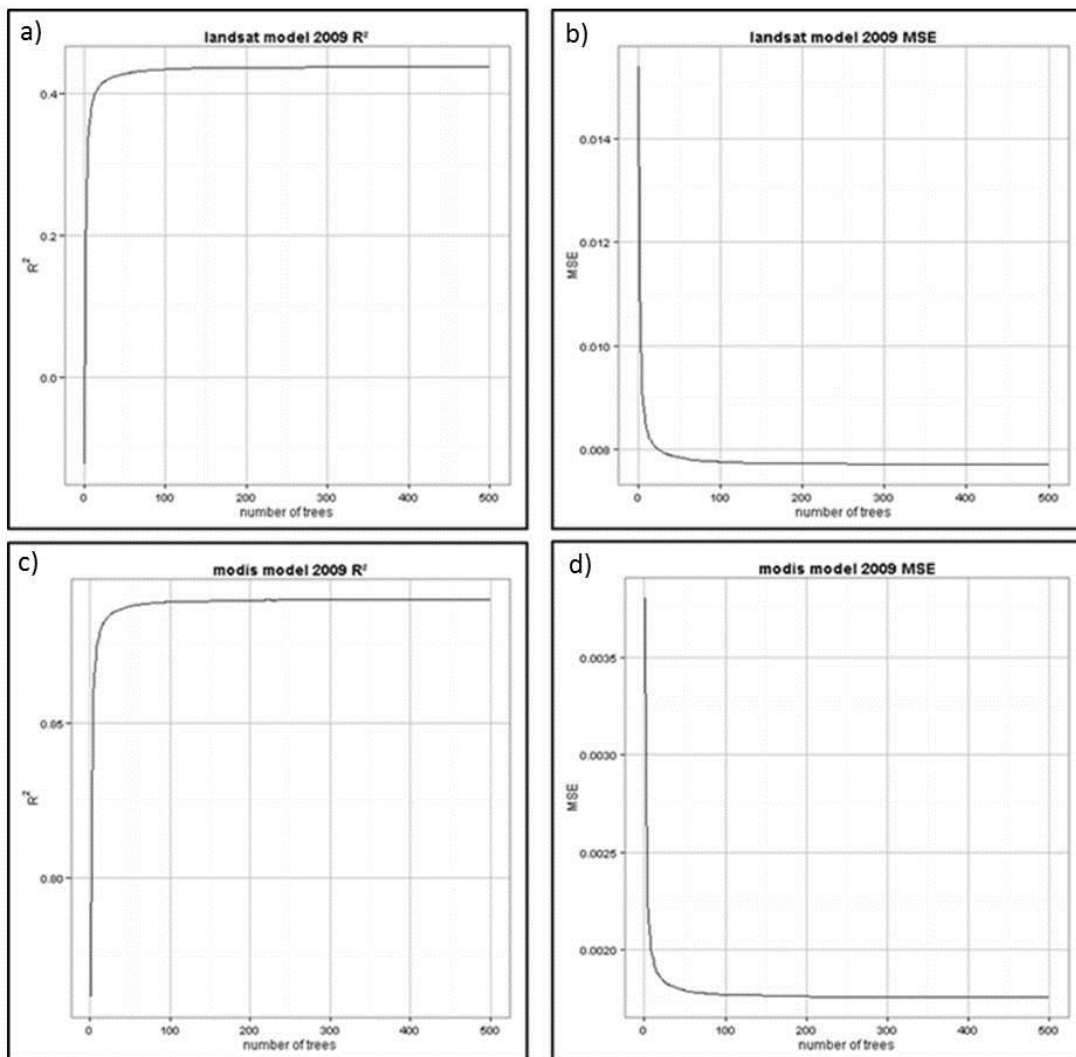 a)
landsat model 2009 R²
0.4
0.2
0.0
R²
0 100 200 300 400 500
number of trees
b)
landsat model 2009 MSE
0.014
0.012
0.010
0.008
MSE
0 100 200 300 400 500
number of trees
c)
modis model 2009 R²
0.85
0.80
R²
0 100 200 300 400 500
number of trees
d)
modis model 2009 MSE
0.0035
0.0030
0.0025
0.0020
MSE
0 100 200 300 400 500
number of trees